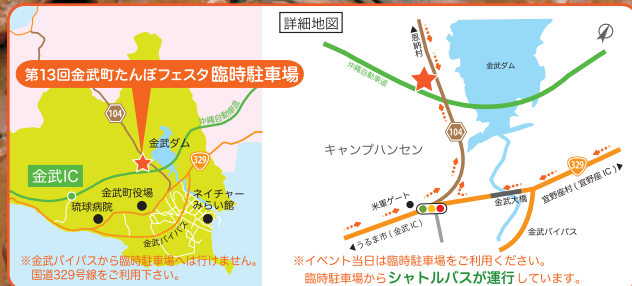 第13回金武町たんぼフェスタ臨時駐車場
104
沖縄自動車道
金武ダム
329
金武IC
金武町役場
琉球病院
ネイチャー
みらい館
金武バイパス
※金武バイパスから臨時駐車場へは行けません。
国道329号線をご利用下さい。
詳細地図
▲恩納村
沖縄自動車道
金武ダム
104
キャンプハンセン
329
米軍ゲート
金武大橋
宜野座村(宜野座IC)▶
◀うるま市(金武IC)
金武バイパス
※イベント当日は臨時駐車場をご利用ください。
臨時駐車場からシャトルバスが運行しています。